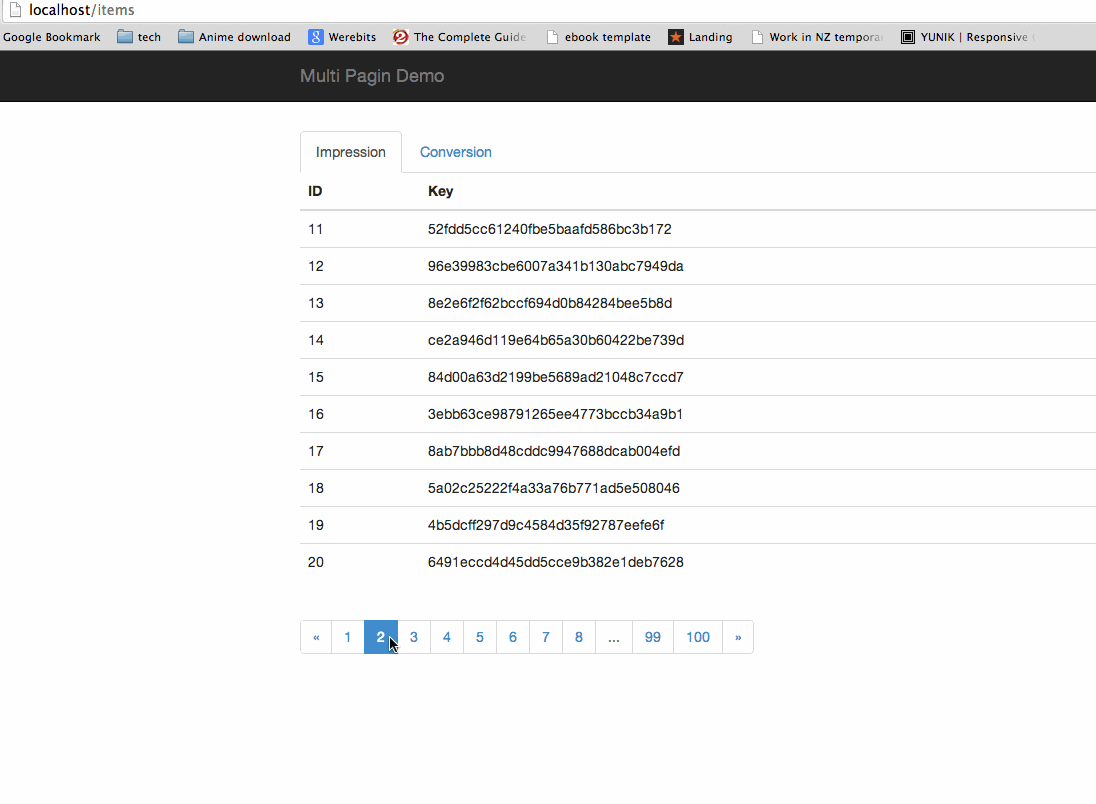 localhost/items
Google Bookmark tech Anime download Werebits The Complete Guide ebook template Landing Work in NZ tempora YUNIK | Responsive
Multi Pagin Demo
Impression Conversion
ID Key
11 52fdd5cc61240fbe5baafd586bc3b172
12 96e39983cbe6007a341b130abc7949da
13 8e2e6f2f62bccf694d0b84284bee5b8d
14 ce2a946d119e64b65a30b60422be739d
15 84d00a63d2199be5689ad21048c7ccd7
16 3ebb63ce98791265ee4773bccb34a9b1
17 8ab7bbb8d48cddc9947688dcab004efd
18 5a02c25222f4a33a76b771ad5e508046
19 4b5dcff297d9c4584d35f92787eefe6f
20 6491eccd4d45dd5cce9b382e1deb7628
« 1 2 3 4 5 6 7 8 ... 99 100 »